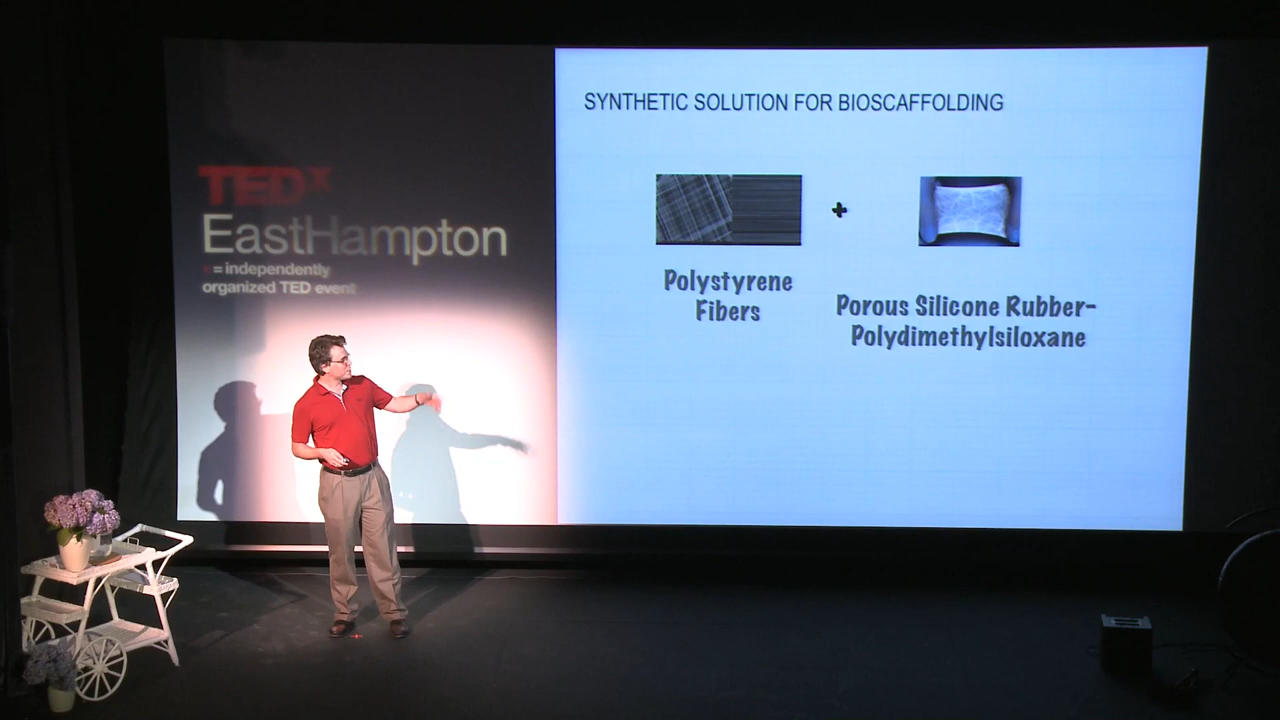 TEDx
EastHampton
x = independently
organized TED event
SYNTHETIC SOLUTION FOR BIOSCAFFOLDING
+
Polystyrene
Fibers
Porous Silicone Rubber-
Polydimethylsiloxane